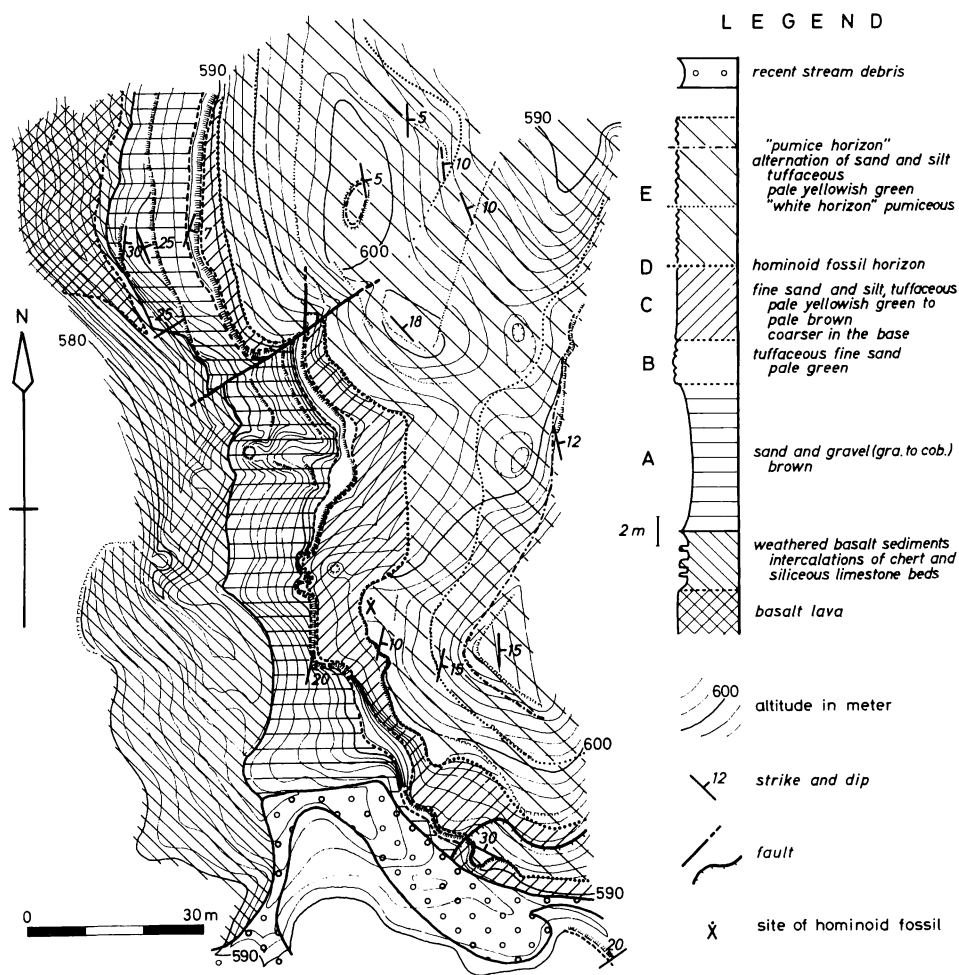 LEGEND
recent stream debris
"pumice horizon"
alternation of sand and silt
tuffaceous
pale yellowish green
"white horizon" pumiceous
E
D
hominoid fossil horizon
C
fine sand and silt, tuffaceous
pale yellowish green to
pale brown
coarser in the base
B
tuffaceous fine sand
pale green
A
sand and gravel (gra. to cob.)
brown
2 m
weathered basalt sediments
intercalations of chert and
siliceous limestone beds
basalt lava
600
altitude in meter
12
strike and dip
fault
site of hominoid fossil
590
590
5
10
5
10
600
30
25
7
25
18
580
N
12
X
10
20
15
15
600
30
590
0
30 m
590
20